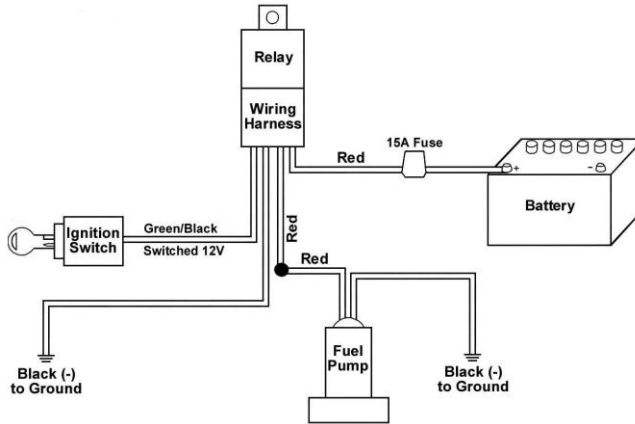 Relay
Wiring
Harness
15A Fuse
Red
+
-
Battery
Ignition
Switch
Green/Black
Switched 12V
Red
Red
Fuel
Pump
Black (-)
to Ground
Black (-)
to Ground